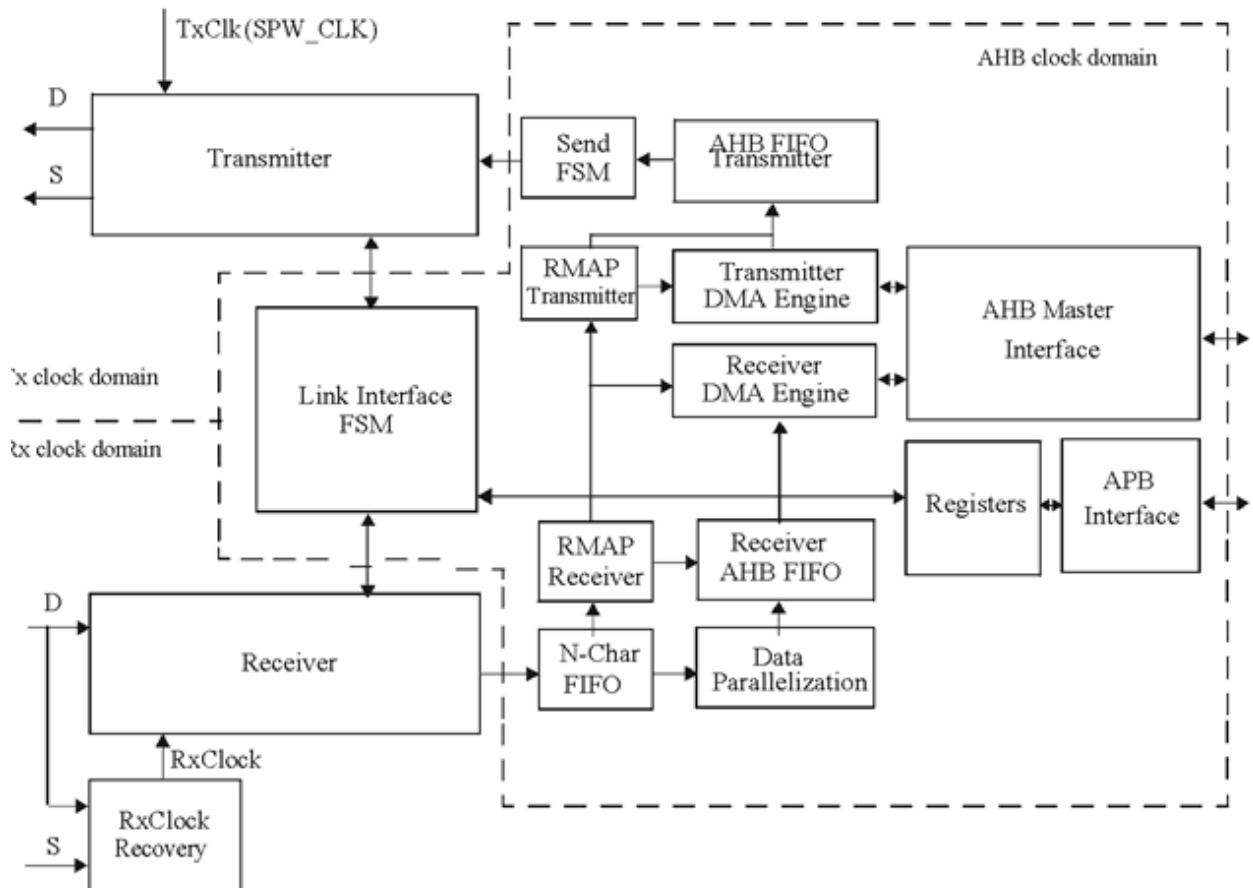 TxClk(SPW_CLK)
AHB clock domain
D
S
Transmitter
Send
FSM
AHB FIFO
Transmitter
RMAP
Transmitter
Transmitter
DMA Engine
AHB Master
Interface
Receiver
DMA Engine
Tx clock domain
Rx clock domain
Link Interface
FSM
Registers
APB
Interface
RMAP
Receiver
Receiver
AHB FIFO
D
Receiver
N-Char
FIFO
Data
Parallelization
RxClock
S
RxClock
Recovery